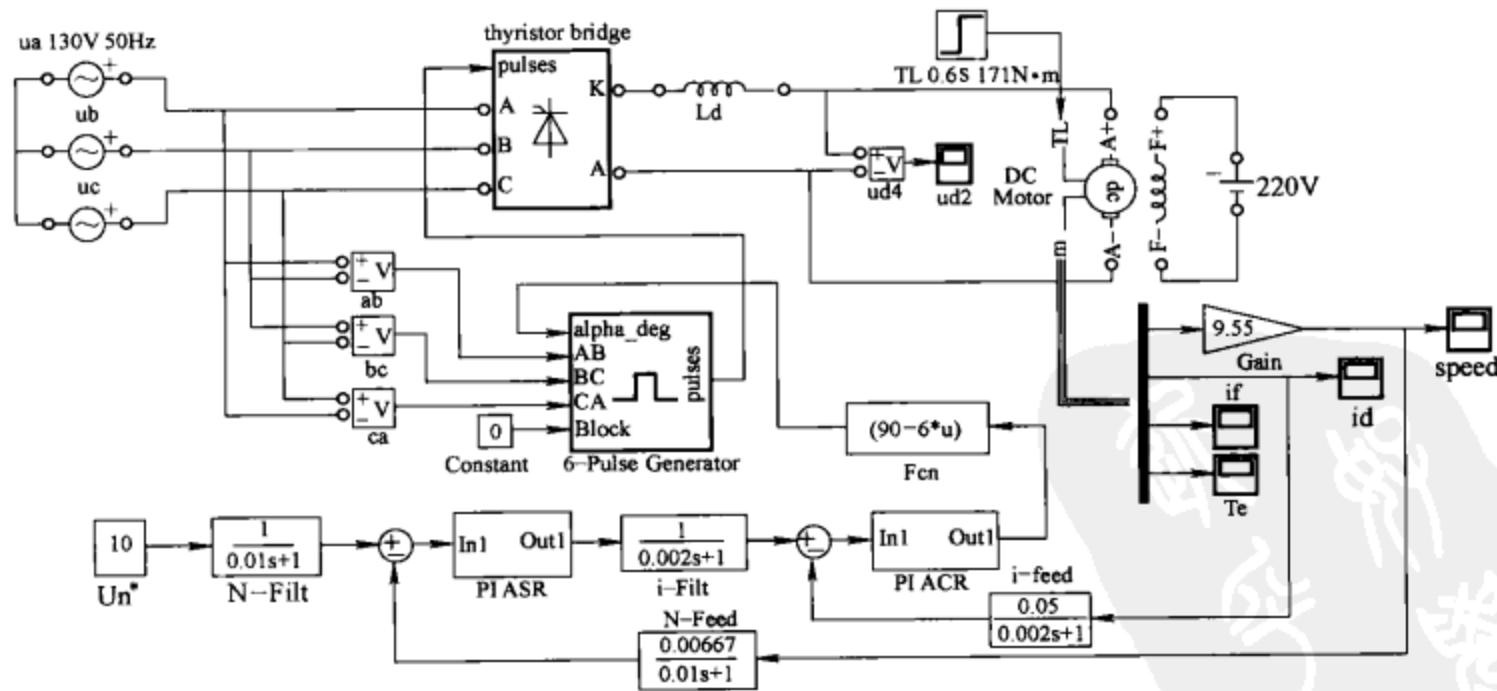 thyristor bridge
ua 130V 50Hz
pulses
K
A
B
C
A
+
ub
+
uc
+
Ld
TL 0.6S 171N•m
TL
A+
F+
dc
DC
Motor
m
A−
F−
−
220V
+
−
V
ud4
ud2
+
−
V
ab
+
−
V
bc
+
−
V
ca
alpha_deg
AB
BC
CA
Block
pulses
6−Pulse Generator
0
Constant
9.55
Gain
speed
if
id
Te
(90−6*u)
Fcn
10
Un*
1
0.01s+1
N−Filt
+
−
In1 Out1
PI ASR
1
0.002s+1
i−Filt
+
−
In1 Out1
PI ACR
i−feed
0.05
0.002s+1
N−Feed
0.00667
0.01s+1